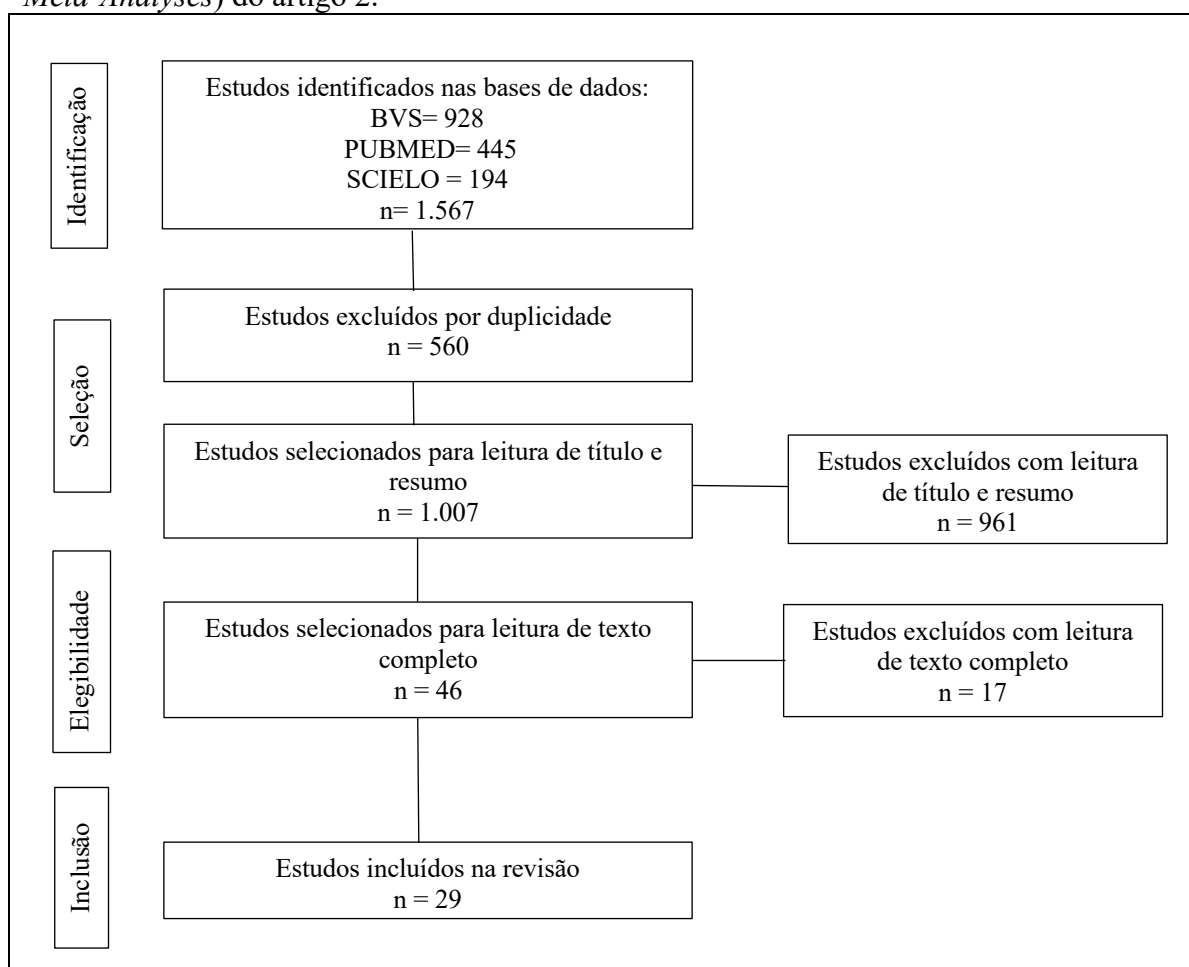 Meta-Analyses) do artigo 2.
Identificação
Estudos identificados nas bases de dados:
BVS= 928
PUBMED= 445
SCIELO = 194
n= 1.567
Seleção
Estudos excluídos por duplicidade
n = 560
Estudos selecionados para leitura de título e
resumo
n = 1.007
Estudos excluídos com leitura
de título e resumo
n = 961
Elegibilidade
Estudos selecionados para leitura de texto
completo
n = 46
Estudos excluídos com leitura
de texto completo
n = 17
Inclusão
Estudos incluídos na revisão
n = 29